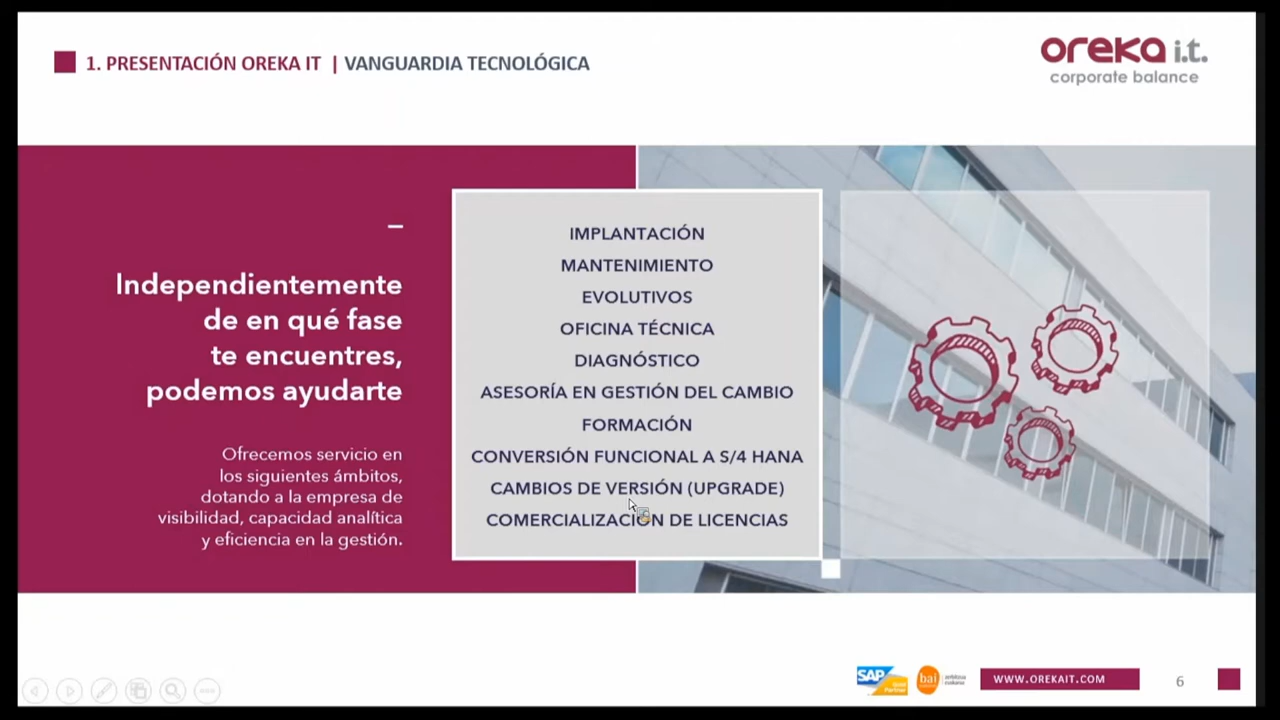 1. PRESENTACIÓN OREKA IT | VANGUARDIA TECNOLÓGICA
oreka i.t.
corporate balance
Independientemente
de en qué fase
te encuentres,
podemos ayudarte
Ofrecemos servicio en
los siguientes ámbitos,
dotando a la empresa de
visibilidad, capacidad analítica
y eficiencia en la gestión.
IMPLANTACIÓN
MANTENIMIENTO
EVOLUTIVOS
OFICINA TÉCNICA
DIAGNÓSTICO
ASESORÍA EN GESTIÓN DEL CAMBIO
FORMACIÓN
CONVERSIÓN FUNCIONAL A S/4 HANA
CAMBIOS DE VERSIÓN (UPGRADE)
COMERCIALIZACIÓN DE LICENCIAS
SAP
bai
WWW.OREKAIT.COM
6